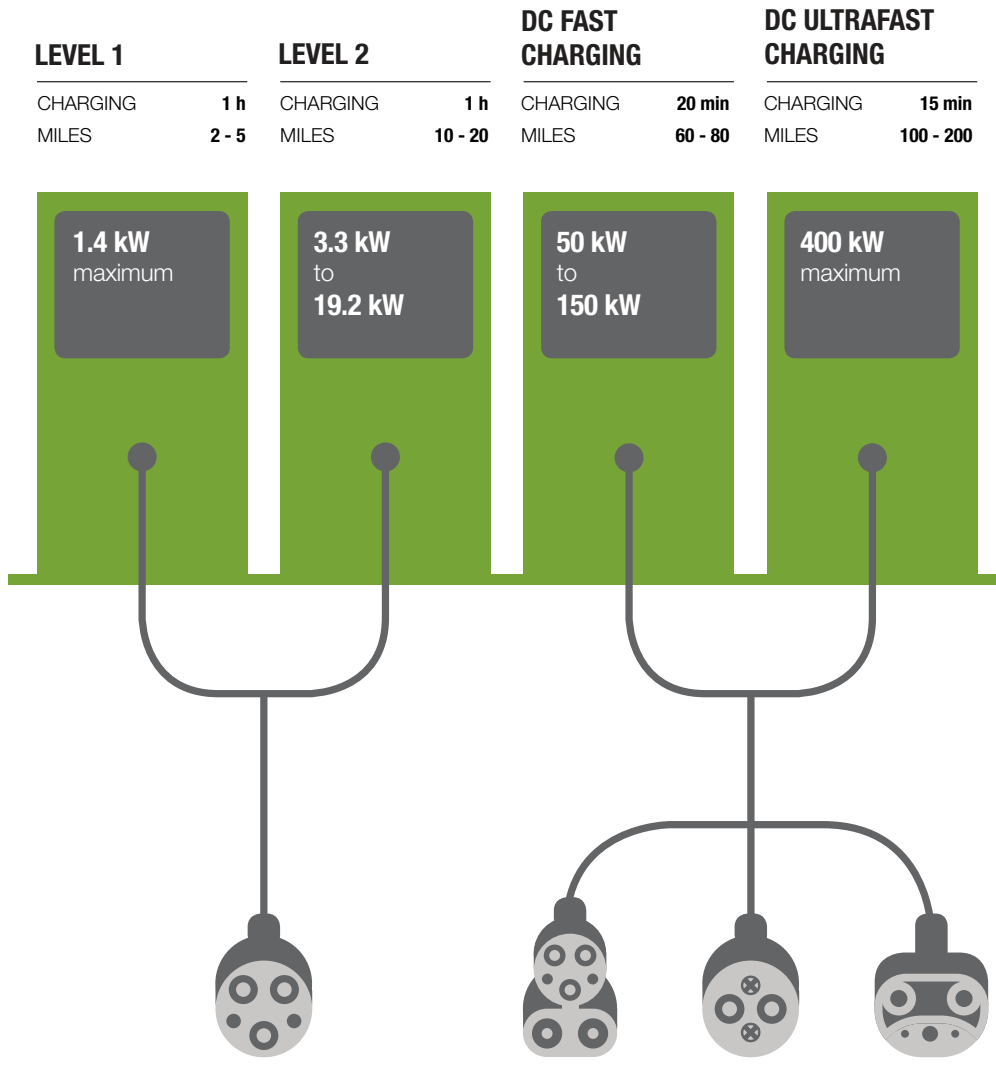 LEVEL 1
CHARGING 1 h
MILES 2 - 5
1.4 kW
maximum
LEVEL 2
CHARGING 1 h
MILES 10 - 20
3.3 kW
to
19.2 kW
DC FAST
CHARGING
CHARGING 20 min
MILES 60 - 80
50 kW
to
150 kW
DC ULTRAFAST
CHARGING
CHARGING 15 min
MILES 100 - 200
400 kW
maximum